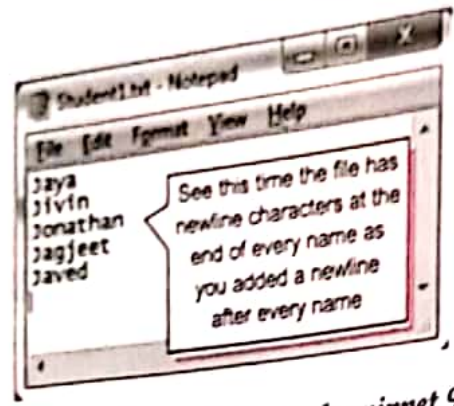 Student1.txt - Notepad
File Edit Format View Help
Jaya
Jivin
Jonathan
Jagjeet
Javed
See this time the file has
newline characters at the
end of every name as
you added a newline
after every name